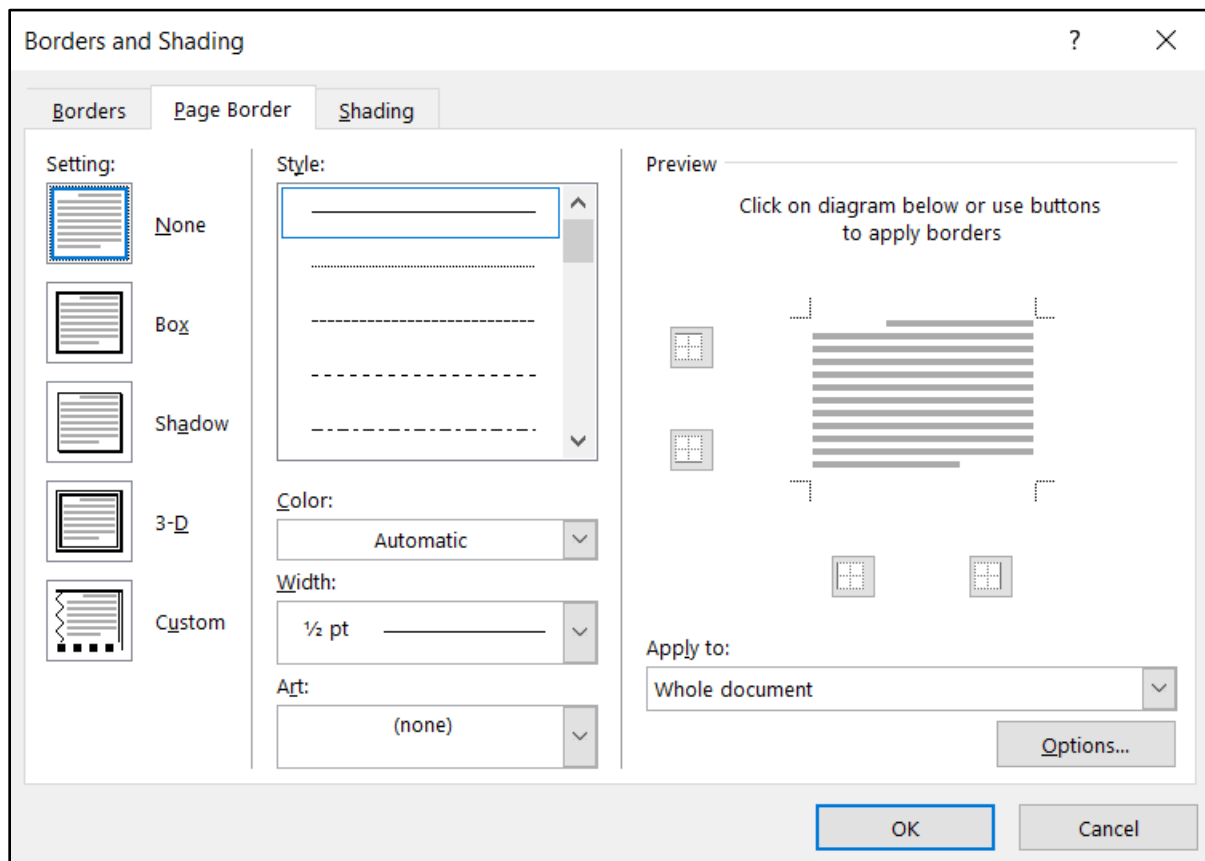 Borders and Shading
?
Borders
Page Border
Shading
Setting:
None
Box
Shadow
3-D
Custom
Style:
Color:
Automatic
Width:
½ pt
Art:
(none)
Preview
Click on diagram below or use buttons
to apply borders
Apply to:
Whole document
Options...
OK
Cancel